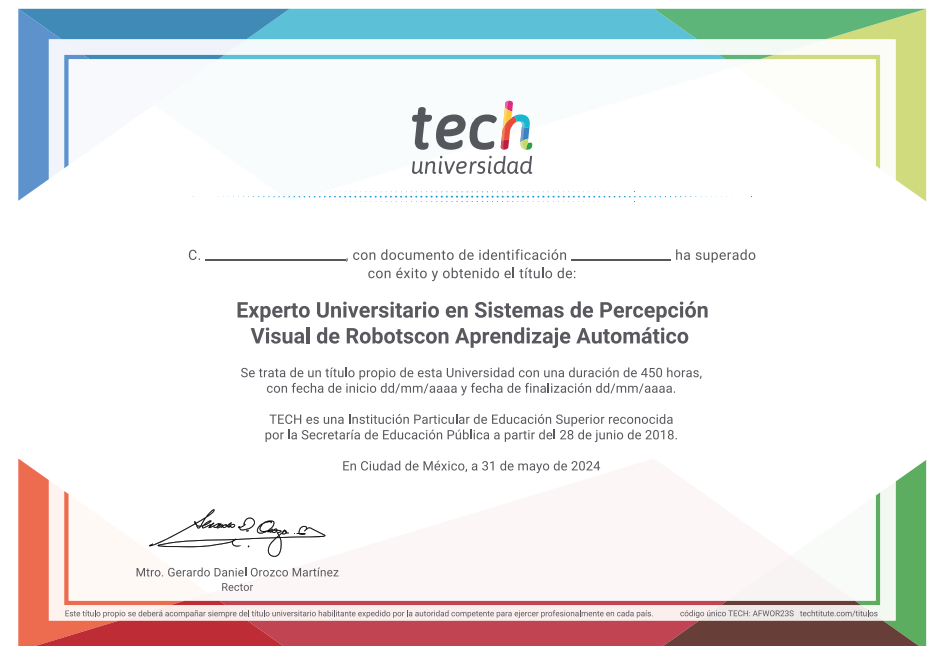 tech
universidad
C. ________________, con documento de identificación ___________ ha superado
con éxito y obtenido el título de:
Experto Universitario en Sistemas de Percepción
Visual de Robotscon Aprendizaje Automático
Se trata de un título propio de esta Universidad con una duración de 450 horas,
con fecha de inicio dd/mm/aaaa y fecha de finalización dd/mm/aaaa.
TECH es una Institución Particular de Educación Superior reconocida
por la Secretaría de Educación Pública a partir del 28 de junio de 2018.
En Ciudad de México, a 31 de mayo de 2024
Mtro. Gerardo Daniel Orozco Martínez
Rector
Este título propio se deberá acompañar siempre del título universitario habilitante expedido por la autoridad competente para ejercer profesionalmente en cada país. código único TECH: AFWOR23S techtitute.com/titulos